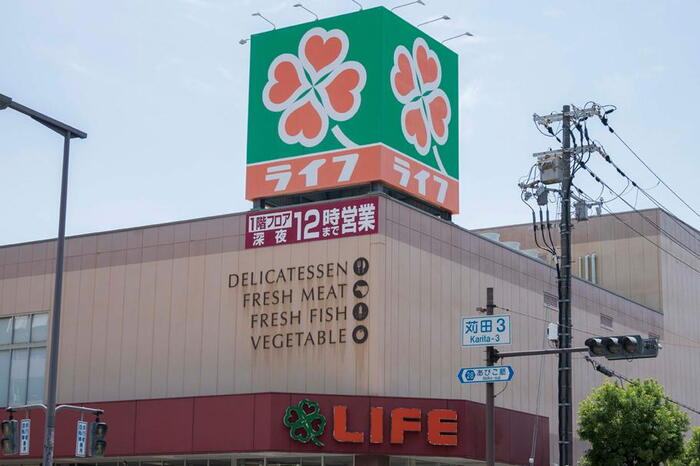 ライフ
ライフ
1階フロア
深夜12時まで営業
DELICATESSEN
FRESH MEAT
FRESH FISH
VEGETABLE
苅田 3
Karita-3
28 あびこ筋
LIFE